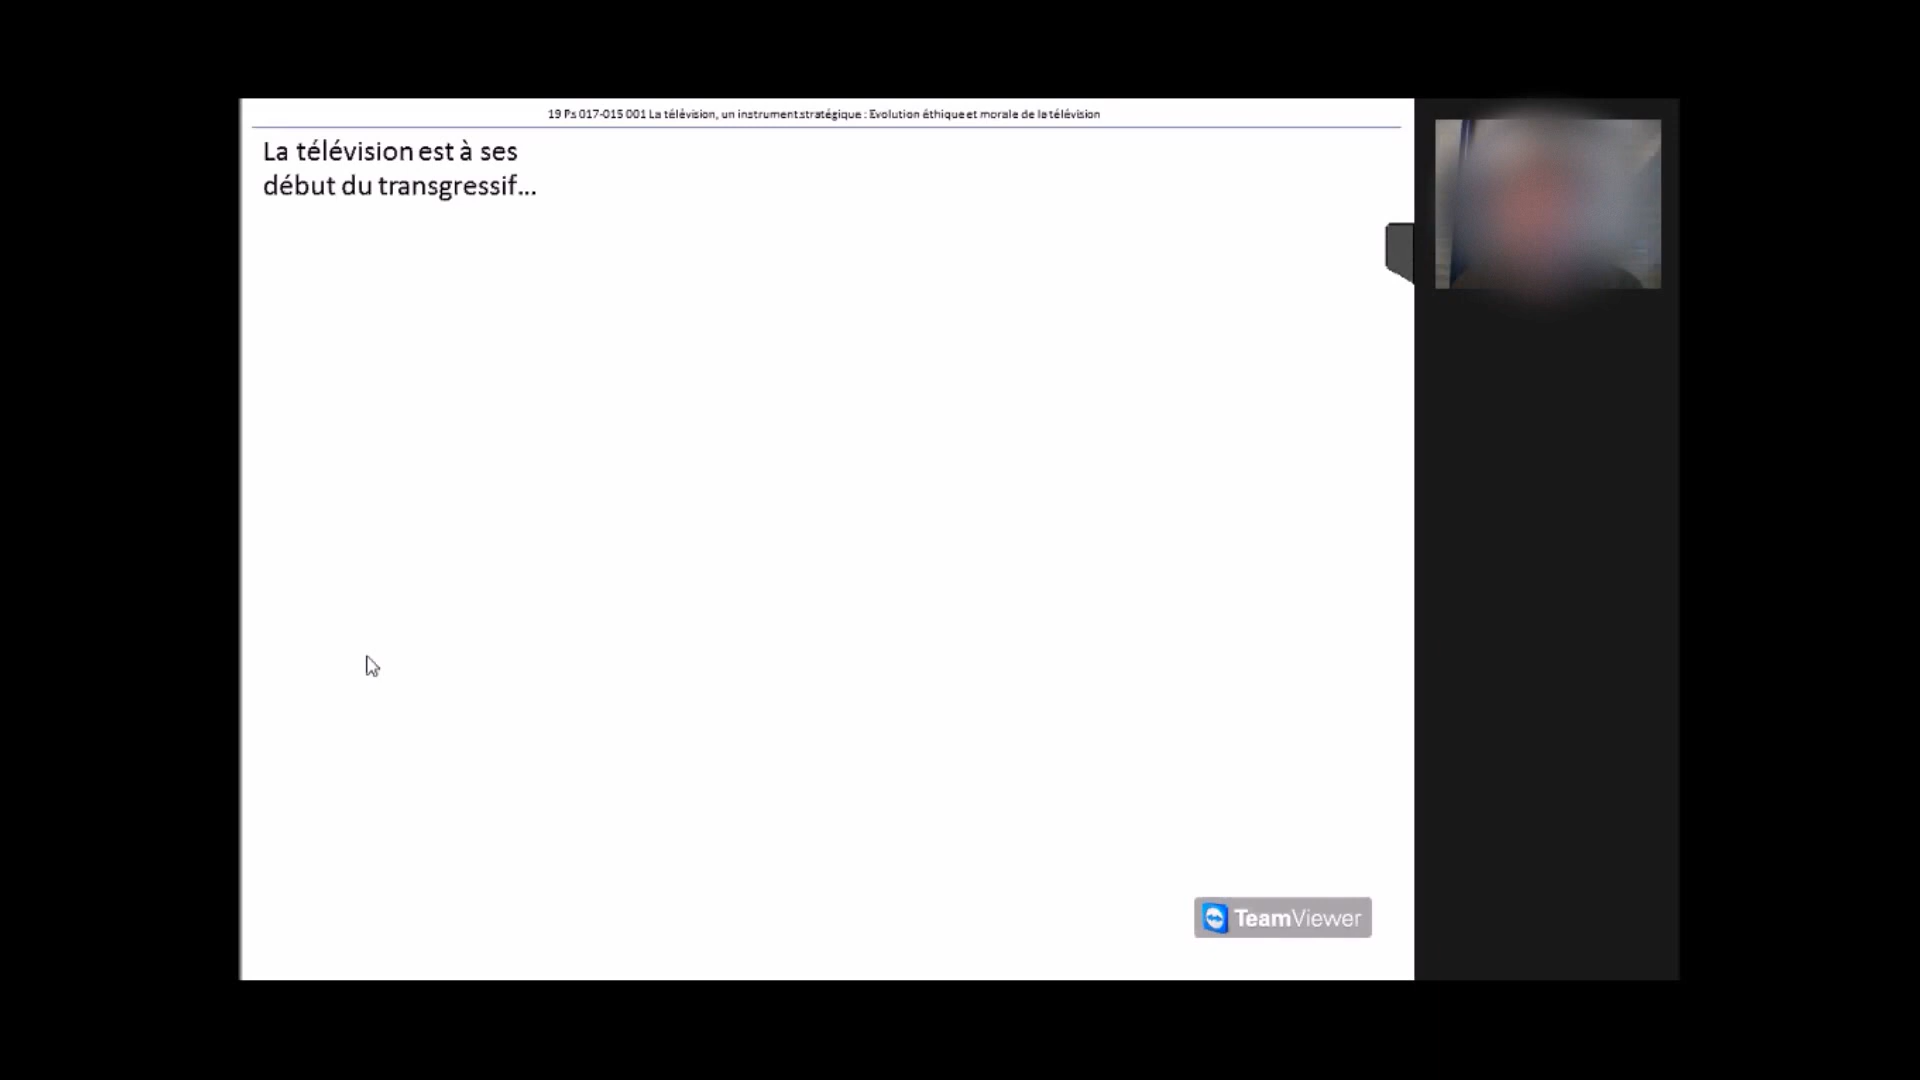 19 Ps 017-015 001 La télévision, un instrument stratégique : Evolution éthique et morale de la télévision
La télévision est à ses
début du transgressif...
TeamViewer